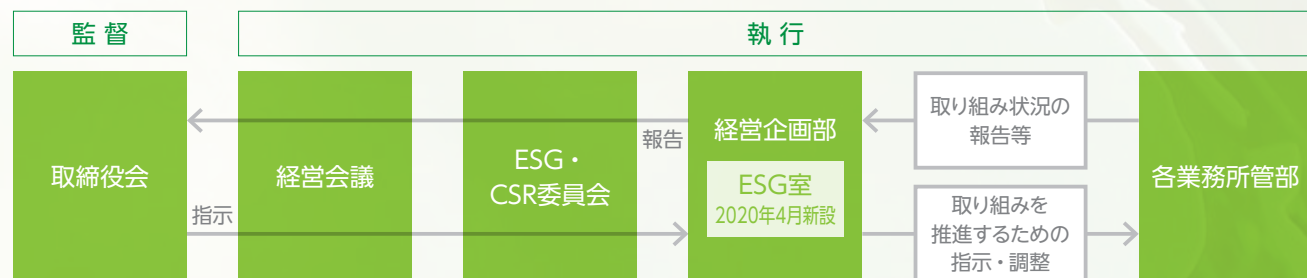 監督
執行
取締役会
指示
経営会議
ESG・
CSR委員会
報告
経営企画部
ESG室
2020年4月新設
取り組み状況の
報告等
取り組みを
推進するための
指示・調整
各業務所管部